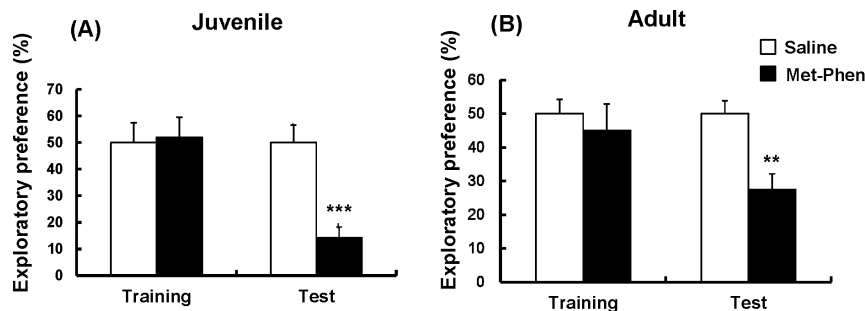 (A)
Juvenile
Exploratory preference (%)
70
60
50
40
30
20
10
0
***
Training
Test
(B)
Adult
Saline
Met-Phen
Exploratory preference (%)
60
50
40
30
20
10
0
**
Training
Test